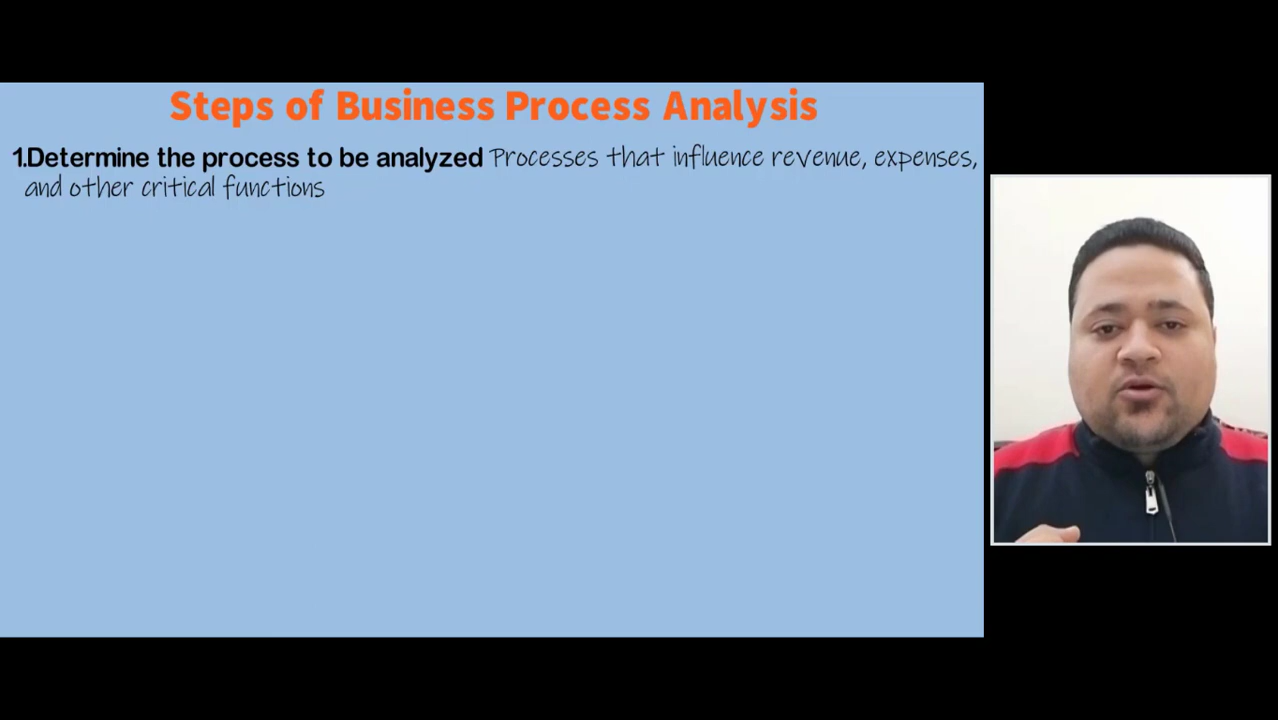 Steps of Business Process Analysis
1.Determine the process to be analyzed Processes that influence revenue, expenses,
and other critical functions